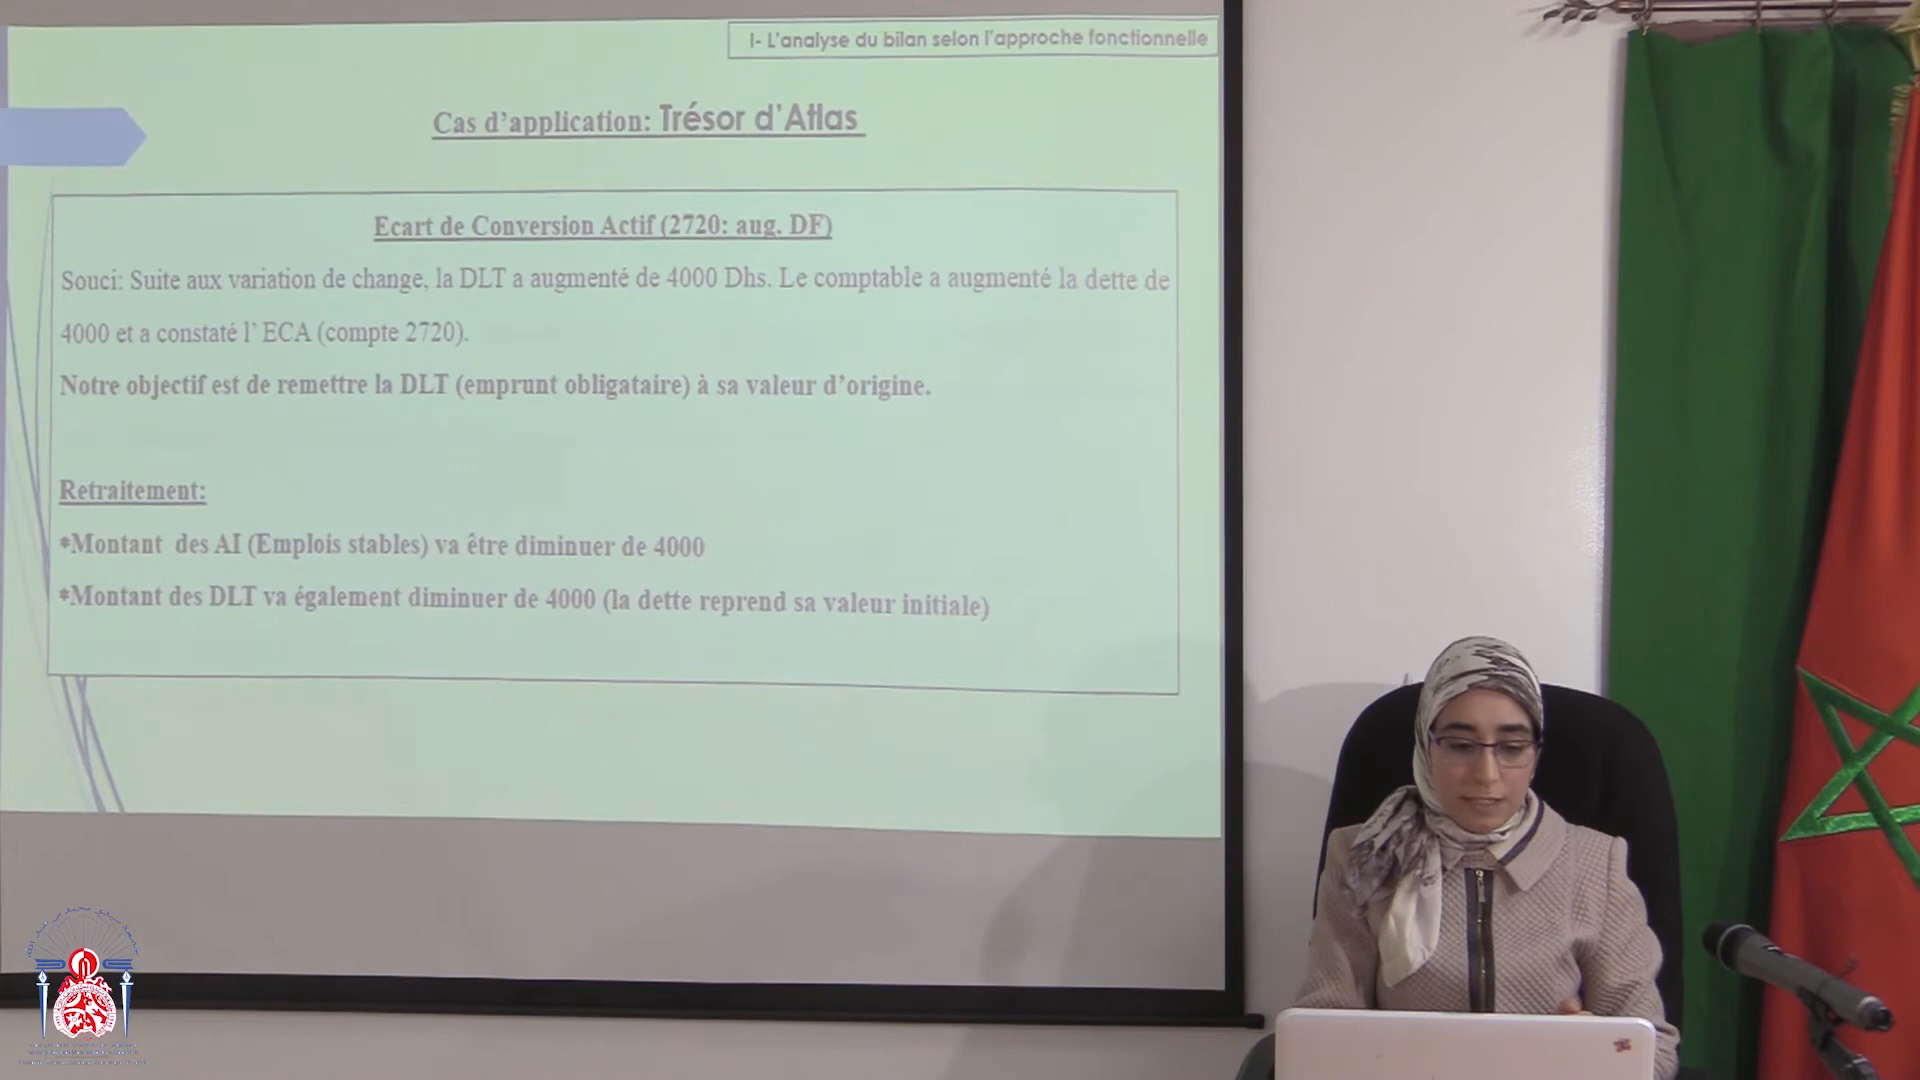 I- L'analyse du bilan selon l'approche fonctionnelle
Cas d'application: Trésor d'Atlas
Ecart de Conversion Actif (2720: aug. DF)
Souci: Suite aux variation de change, la DLT a augmenté de 4000 Dhs. Le comptable a augmenté la dette de
4000 et a constaté l' ECA (compte 2720).
Notre objectif est de remettre la DLT (emprunt obligataire) à sa valeur d'origine.
Retraitement:
*Montant des AI (Emplois stables) va être diminuer de 4000
*Montant des DLT va également diminuer de 4000 (la dette reprend sa valeur initiale)